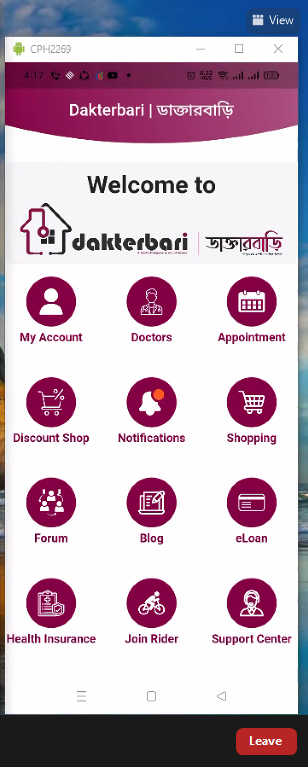 View
CPH2269
4:17
Dakterbari | ডাক্তারবাড়ি
Welcome to
dakterbari | ডাক্তারবাড়ি
My Account
Doctors
Appointment
Discount Shop
Notifications
Shopping
Forum
Blog
eLoan
Health Insurance
Join Rider
Support Center
Leave